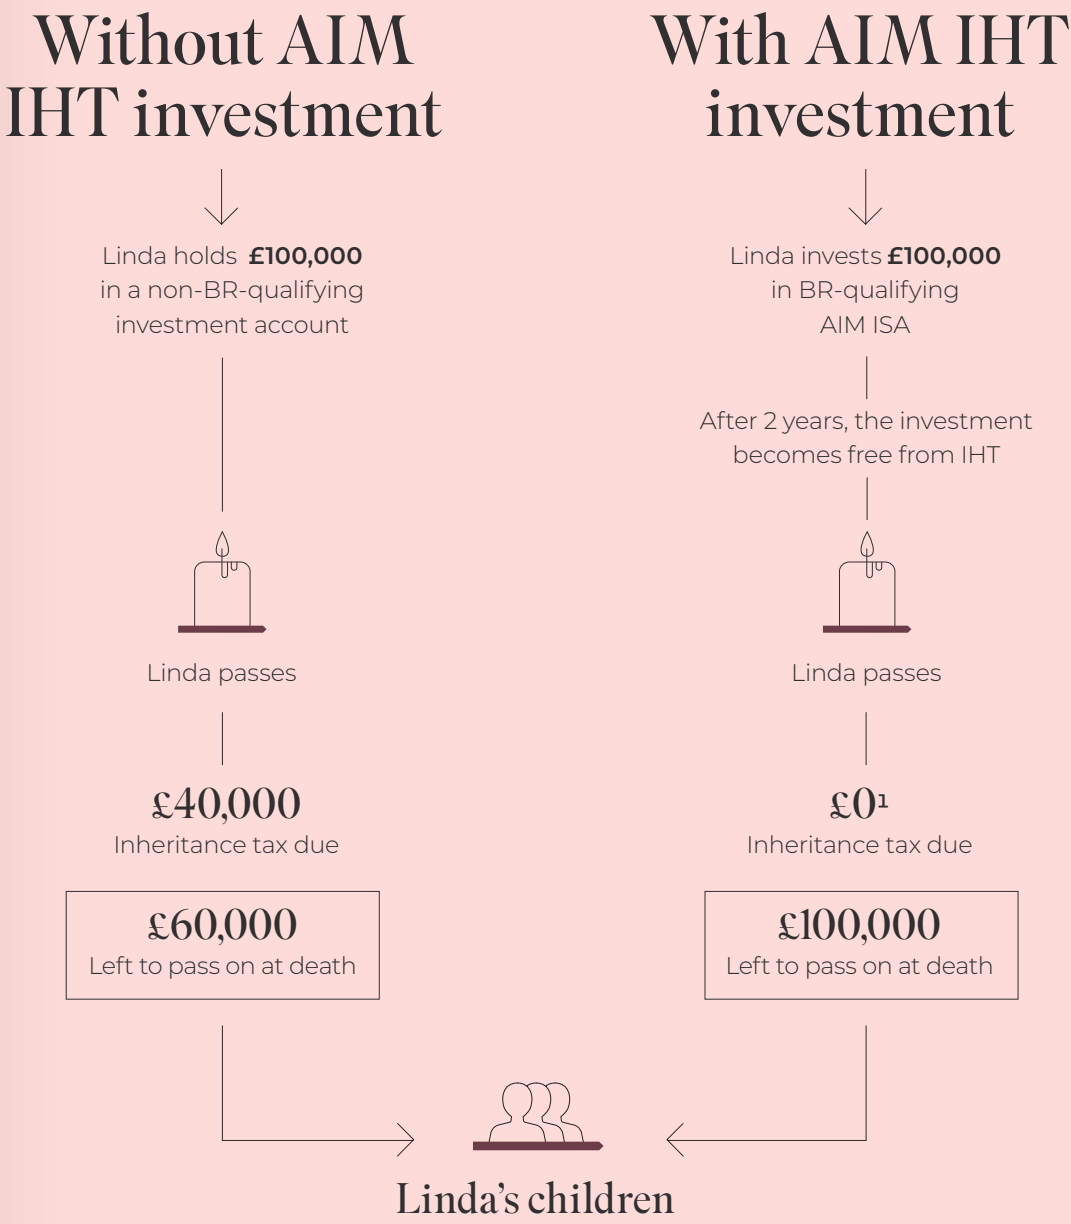 Without AIM
IHT investment
Linda holds £100,000
in a non-BR-qualifying
investment account
Linda passes
£40,000
Inheritance tax due
£60,000
Left to pass on at death
With AIM IHT
investment
Linda invests £100,000
in BR-qualifying
AIM ISA
After 2 years, the investment
becomes free from IHT
Linda passes
£0¹
Inheritance tax due
£100,000
Left to pass on at death
Linda’s children